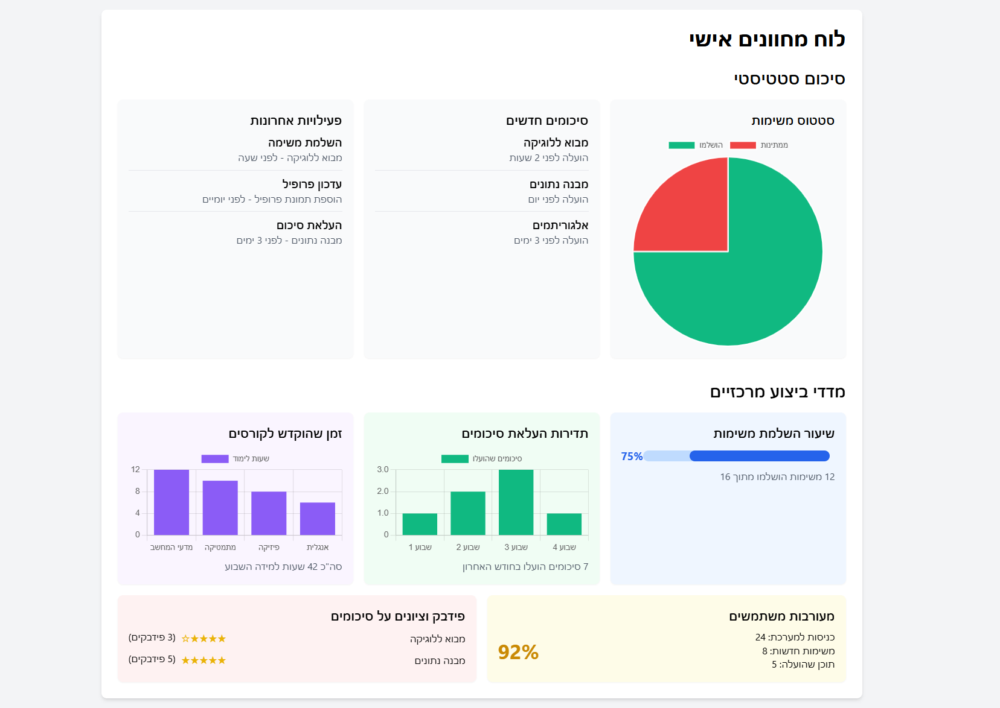 לוח מחוונים אישי
סיכום סטטיסטי
סטטוס משימות
ממתינות
הושלמו
סיכומים חדשים
מבוא ללוגיקה
הועלה לפני 2 שעות
מבנה נתונים
הועלה לפני יום
אלגוריתמים
הועלה לפני 3 ימים
פעילויות אחרונות
השלמת משימה
מבוא ללוגיקה - לפני שעה
עדכון פרופיל
הוספת תמונת פרופיל - לפני יומיים
העלאת סיכום
מבנה נתונים - לפני 3 ימים
מדדי ביצוע מרכזיים
שיעור השלמת משימות
75%
12 משימות הושלמו מתוך 16
תדירות העלאת סיכומים
סיכומים שהועלו
3.0
2.0
1.0
0
שבוע 1
שבוע 2
שבוע 3
שבוע 4
7 סיכומים הועלו בחודש האחרון
זמן שהוקדש לקורסים
שעות לימוד
12
8
4
0
מדעי המחשב
מתמטיקה
פיזיקה
אנגלית
סה"כ 42 שעות למידה השבוע
מעורבות משתמשים
כניסות למערכת: 24
משימות חדשות: 8
תוכן שהועלה: 5
92%
פידבק וציונים על סיכומים
מבוא ללוגיקה ★★★★☆ (3 פידבקים)
מבנה נתונים ★★★★★ (5 פידבקים)